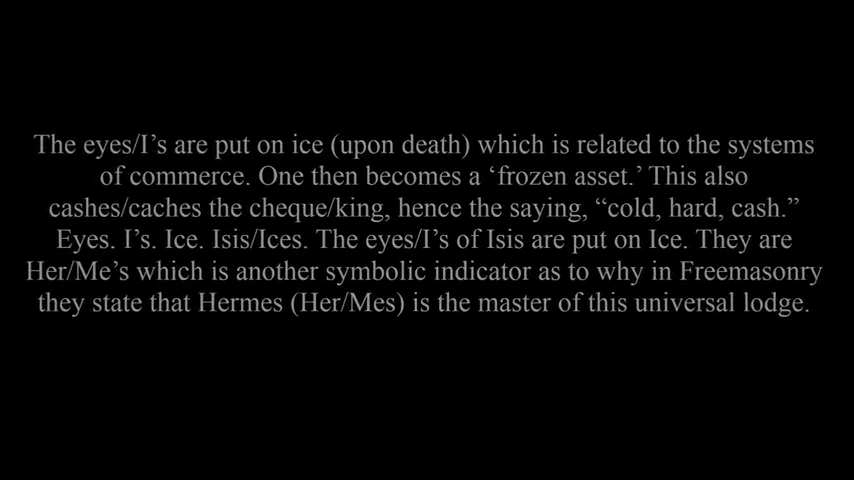 The eyes/I’s are put on ice (upon death) which is related to the systems
of commerce. One then becomes a ‘frozen asset.’ This also
cashes/caches the cheque/king, hence the saying, “cold, hard, cash.”
Eyes. I’s. Ice. Isis/Ices. The eyes/I’s of Isis are put on Ice. They are
Her/Me’s which is another symbolic indicator as to why in Freemasonry
they state that Hermes (Her/Mes) is the master of this universal lodge.